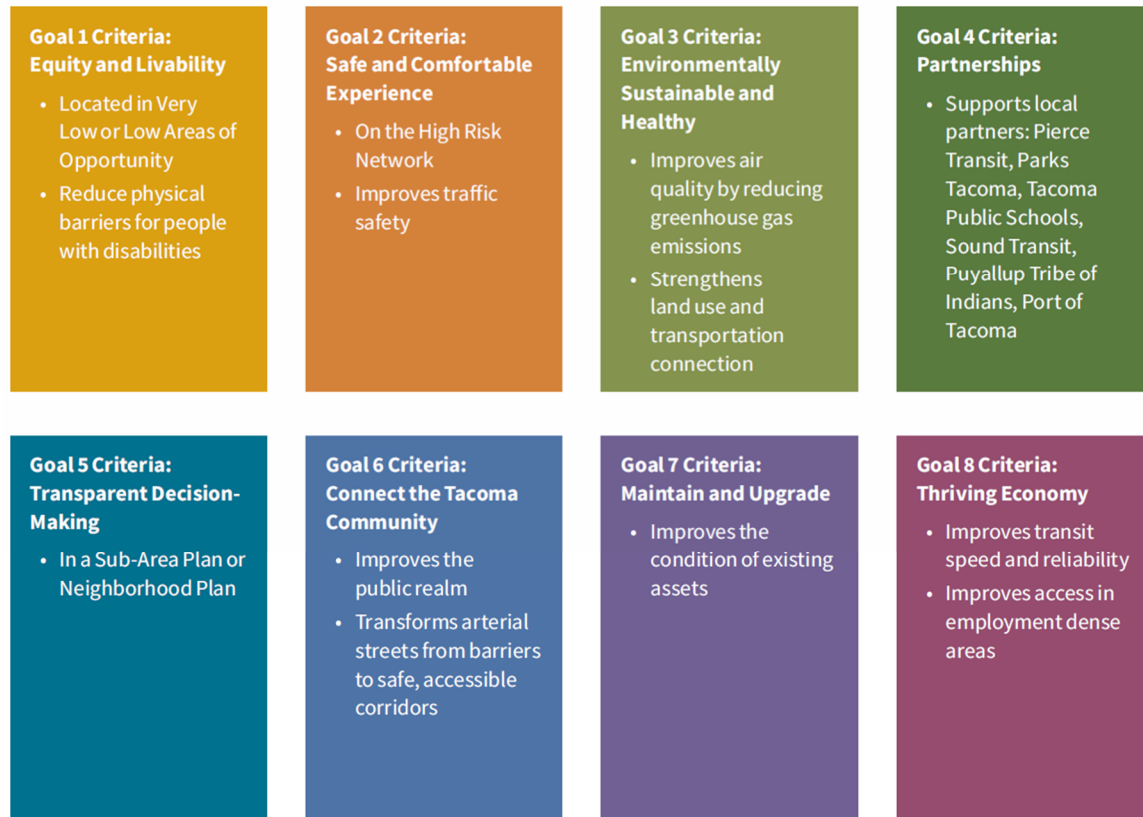 Goal 1 Criteria:
Equity and Livability
• Located in Very
Low or Low Areas of
Opportunity
• Reduce physical
barriers for people
with disabilities
Goal 2 Criteria:
Safe and Comfortable
Experience
• On the High Risk
Network
• Improves traffic
safety
Goal 3 Criteria:
Environmentally
Sustainable and
Healthy
• Improves air
quality by reducing
greenhouse gas
emissions
• Strengthens
land use and
transportation
connection
Goal 4 Criteria:
Partnerships
• Supports local
partners: Pierce
Transit, Parks
Tacoma, Tacoma
Public Schools,
Sound Transit,
Puyallup Tribe of
Indians, Port of
Tacoma
Goal 5 Criteria:
Transparent Decision-
Making
• In a Sub-Area Plan or
Neighborhood Plan
Goal 6 Criteria:
Connect the Tacoma
Community
• Improves the
public realm
• Transforms arterial
streets from barriers
to safe, accessible
corridors
Goal 7 Criteria:
Maintain and Upgrade
• Improves the
condition of existing
assets
Goal 8 Criteria:
Thriving Economy
• Improves transit
speed and reliability
• Improves access in
employment dense
areas